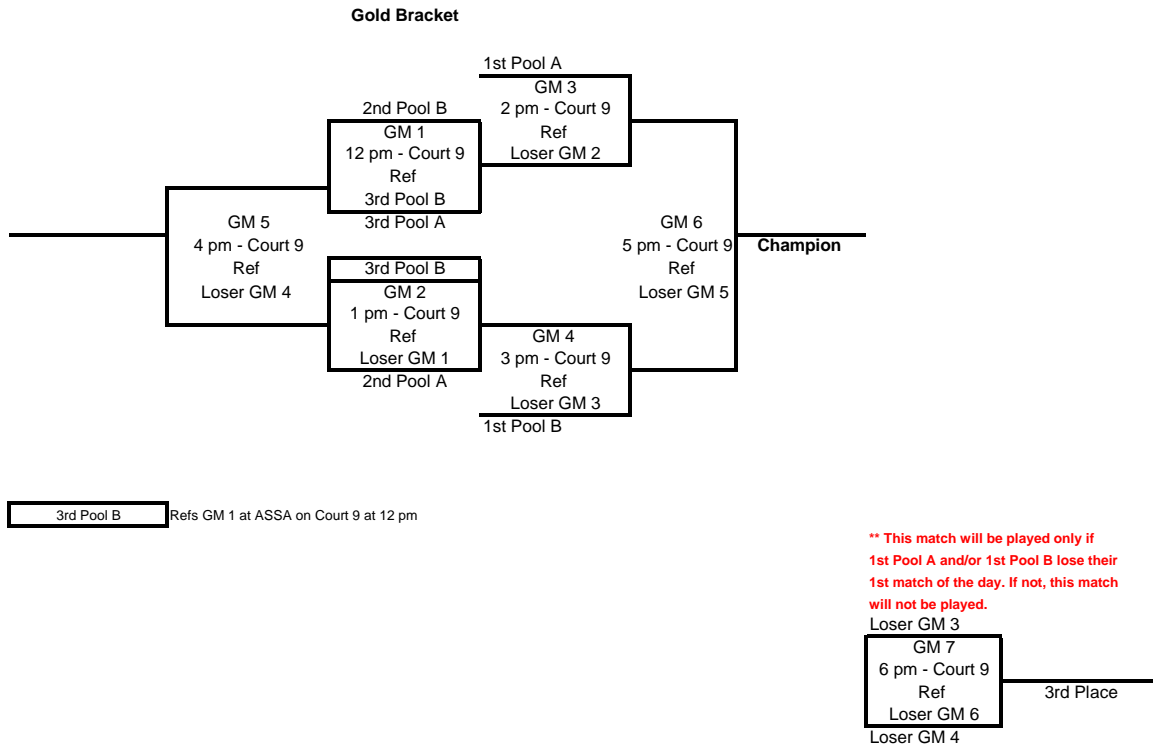 Gold Bracket
1st Pool A
GM 3
2 pm - Court 9
Ref
Loser GM 2
2nd Pool B
GM 1
12 pm - Court 9
Ref
3rd Pool B
3rd Pool A
GM 5
4 pm - Court 9
Ref
Loser GM 4
GM 6
5 pm - Court 9
Ref
Loser GM 5
Champion
3rd Pool B
GM 2
1 pm - Court 9
Ref
Loser GM 1
2nd Pool A
GM 4
3 pm - Court 9
Ref
Loser GM 3
1st Pool B
3rd Pool B
Refs GM 1 at ASSA on Court 9 at 12 pm
** This match will be played only if
1st Pool A and/or 1st Pool B lose their
1st match of the day. If not, this match
will not be played.
Loser GM 3
GM 7
6 pm - Court 9
Ref
Loser GM 6
Loser GM 4
3rd Place